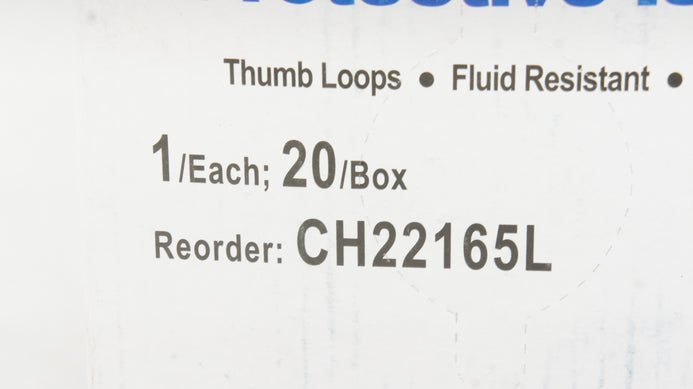 Thumb Loops ● Fluid Resistant ●
1/Each; 20/Box
Reorder: CH22165L